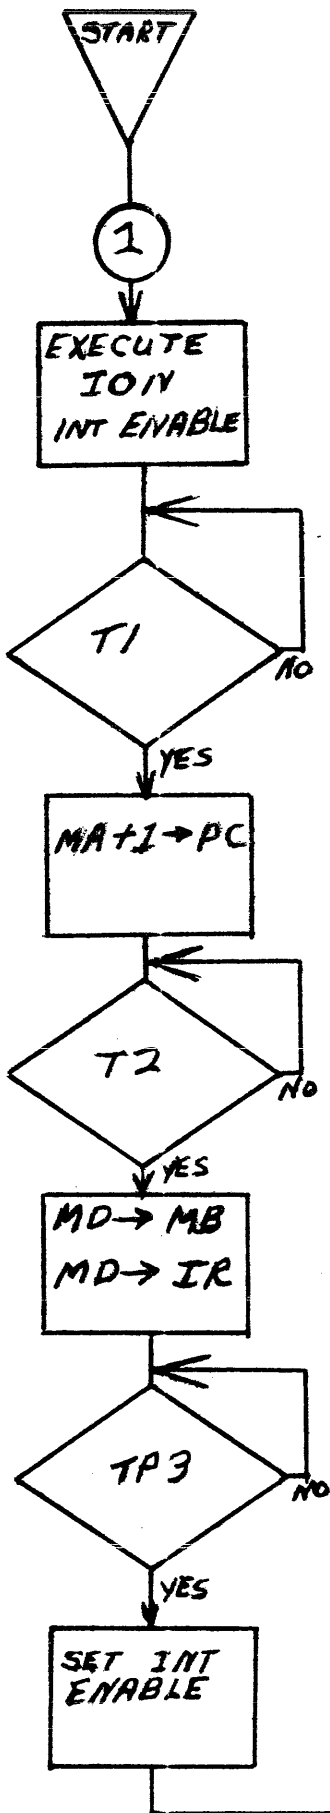 START
1
EXECUTE
ION
INT ENABLE
T1
NO
YES
MA+1→PC
T2
NO
YES
MD→ MB
MD→ IR
TP3
NO
YES
SET INT
ENABLE